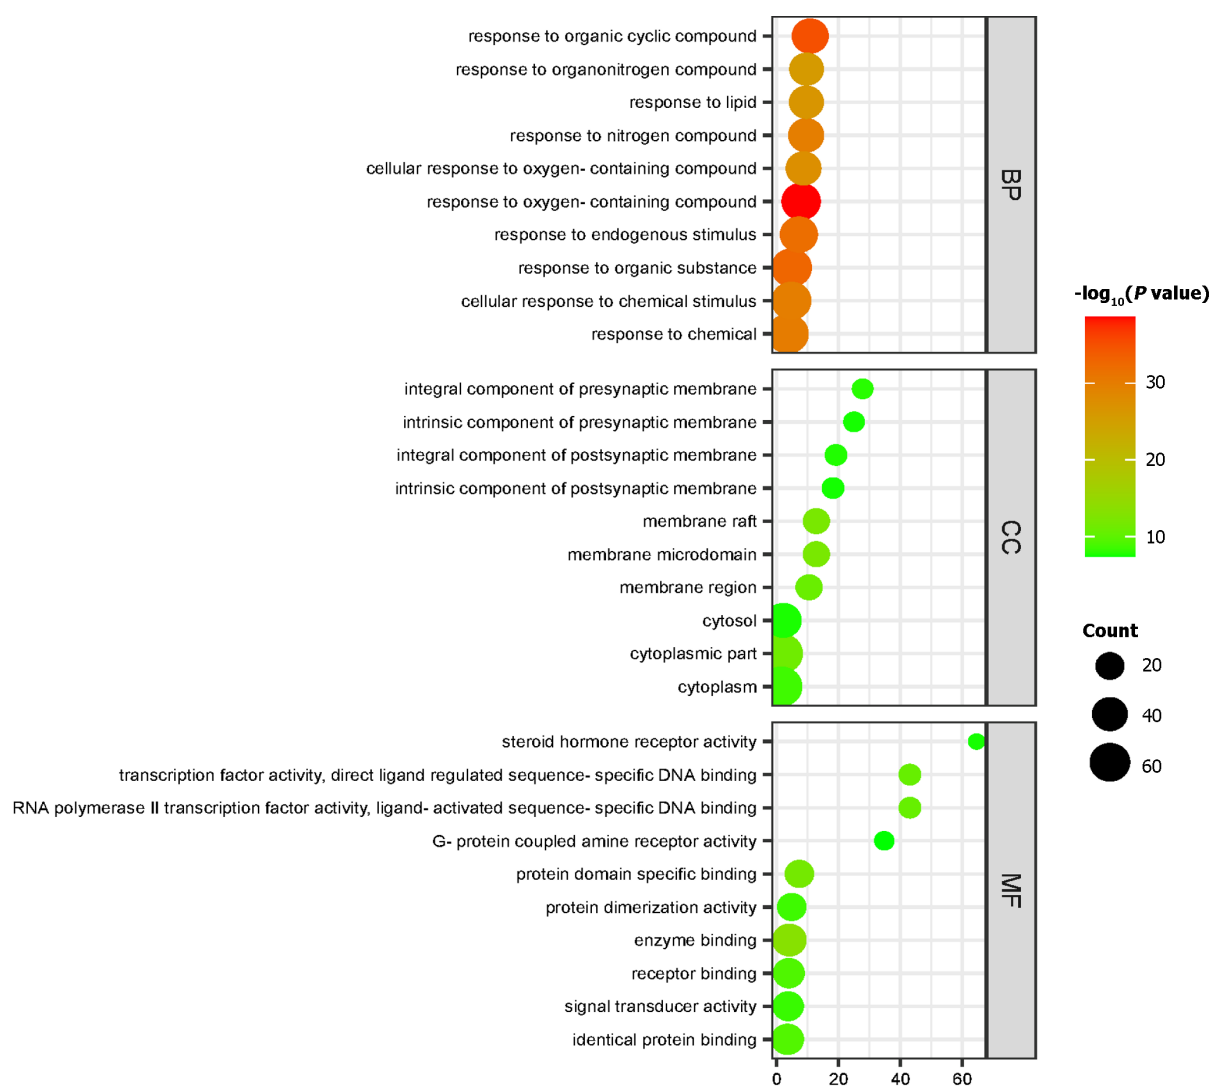 response to organic cyclic compound
response to organonitrogen compound
response to lipid
response to nitrogen compound
cellular response to oxygen- containing compound
response to oxygen- containing compound
response to endogenous stimulus
response to organic substance
cellular response to chemical stimulus
response to chemical
BP
integral component of presynaptic membrane
intrinsic component of presynaptic membrane
integral component of postsynaptic membrane
intrinsic component of postsynaptic membrane
membrane raft
membrane microdomain
membrane region
cytosol
cytoplasmic part
cytoplasm
CC
steroid hormone receptor activity
transcription factor activity, direct ligand regulated sequence- specific DNA binding
RNA polymerase II transcription factor activity, ligand- activated sequence- specific DNA binding
G- protein coupled amine receptor activity
protein domain specific binding
protein dimerization activity
enzyme binding
receptor binding
signal transducer activity
identical protein binding
MF
0 20 40 60
-log10(P value)
30
20
10
Count
20
40
60